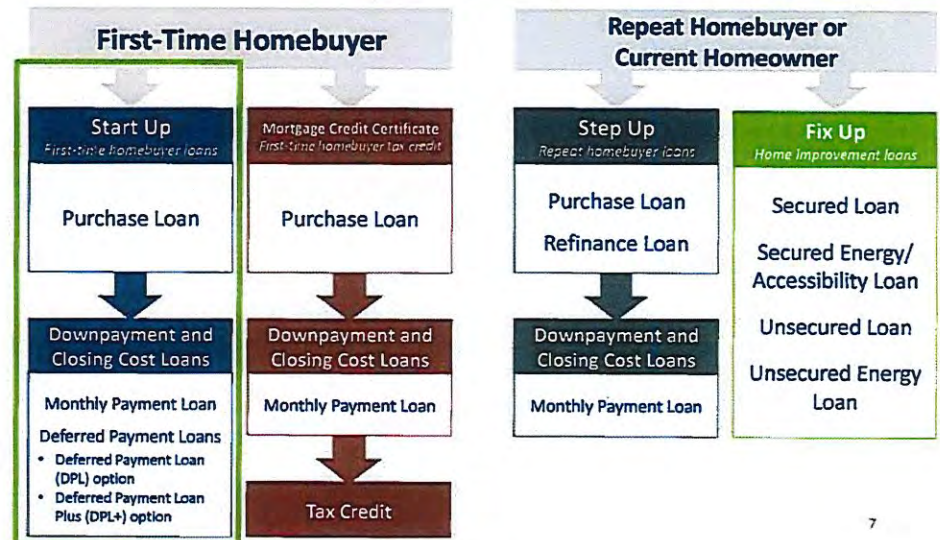 First-Time Homebuyer
Start Up
First-time homebuyer loans
Purchase Loan
Downpayment and
Closing Cost Loans
Monthly Payment Loan
Deferred Payment Loans
• Deferred Payment Loan
(DPL) option
• Deferred Payment Loan
Plus (DPL+) option
Mortgage Credit Certificate
First-time homebuyer tax credit
Purchase Loan
Downpayment and
Closing Cost Loans
Monthly Payment Loan
Tax Credit
Repeat Homebuyer or
Current Homeowner
Step Up
Repeat homebuyer loans
Purchase Loan
Refinance Loan
Downpayment and
Closing Cost Loans
Monthly Payment Loan
Fix Up
Home improvement loans
Secured Loan
Secured Energy/
Accessibility Loan
Unsecured Loan
Unsecured Energy
Loan
7